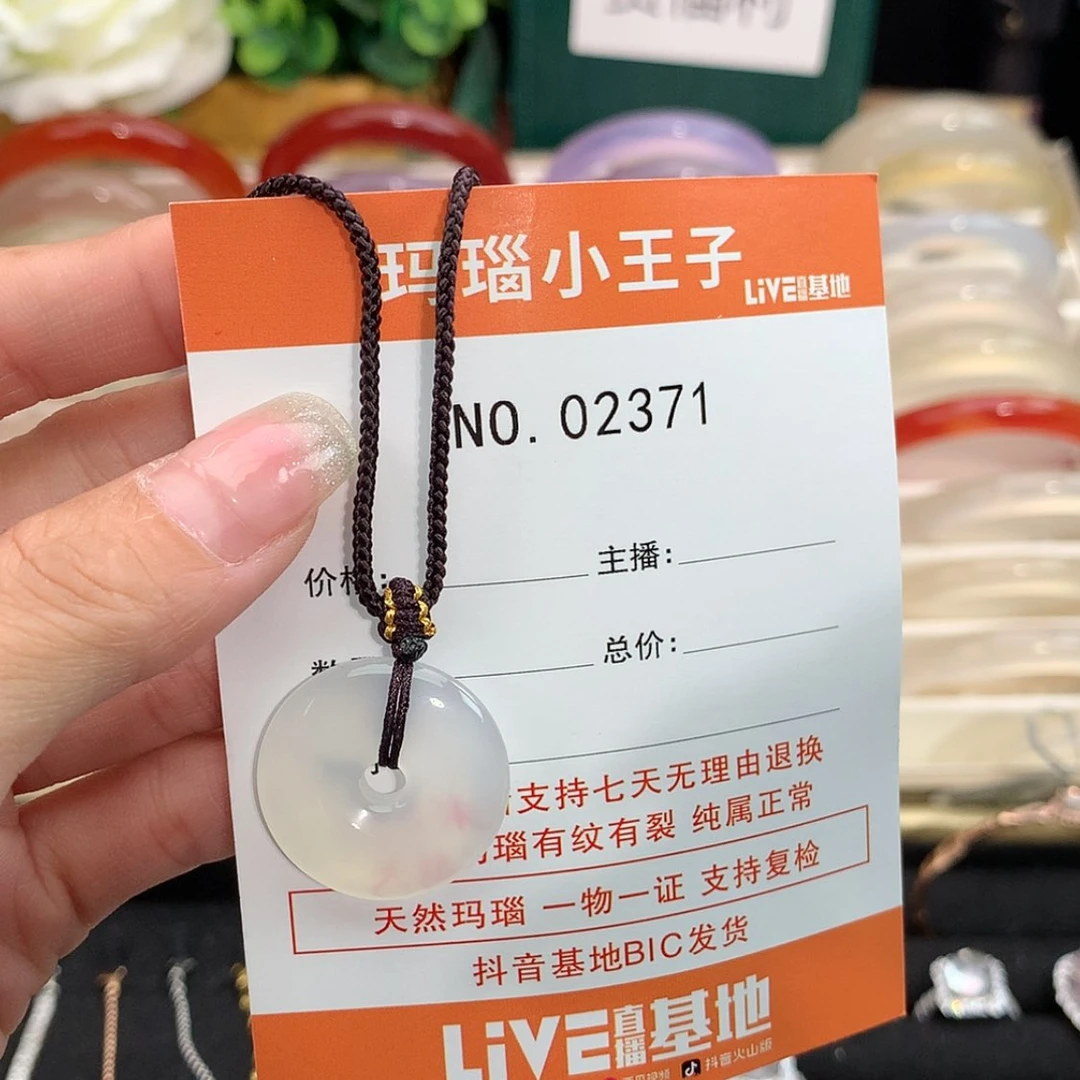 玛瑙小王子 LiVE直播基地
NO. 02371
价格: 主播:
总价:
支持七天无理由退换
玛瑙有纹有裂 纯属正常
天然玛瑙 一物一证 支持复检
抖音基地BIC发货
LiVE直播基地
抖音火山版